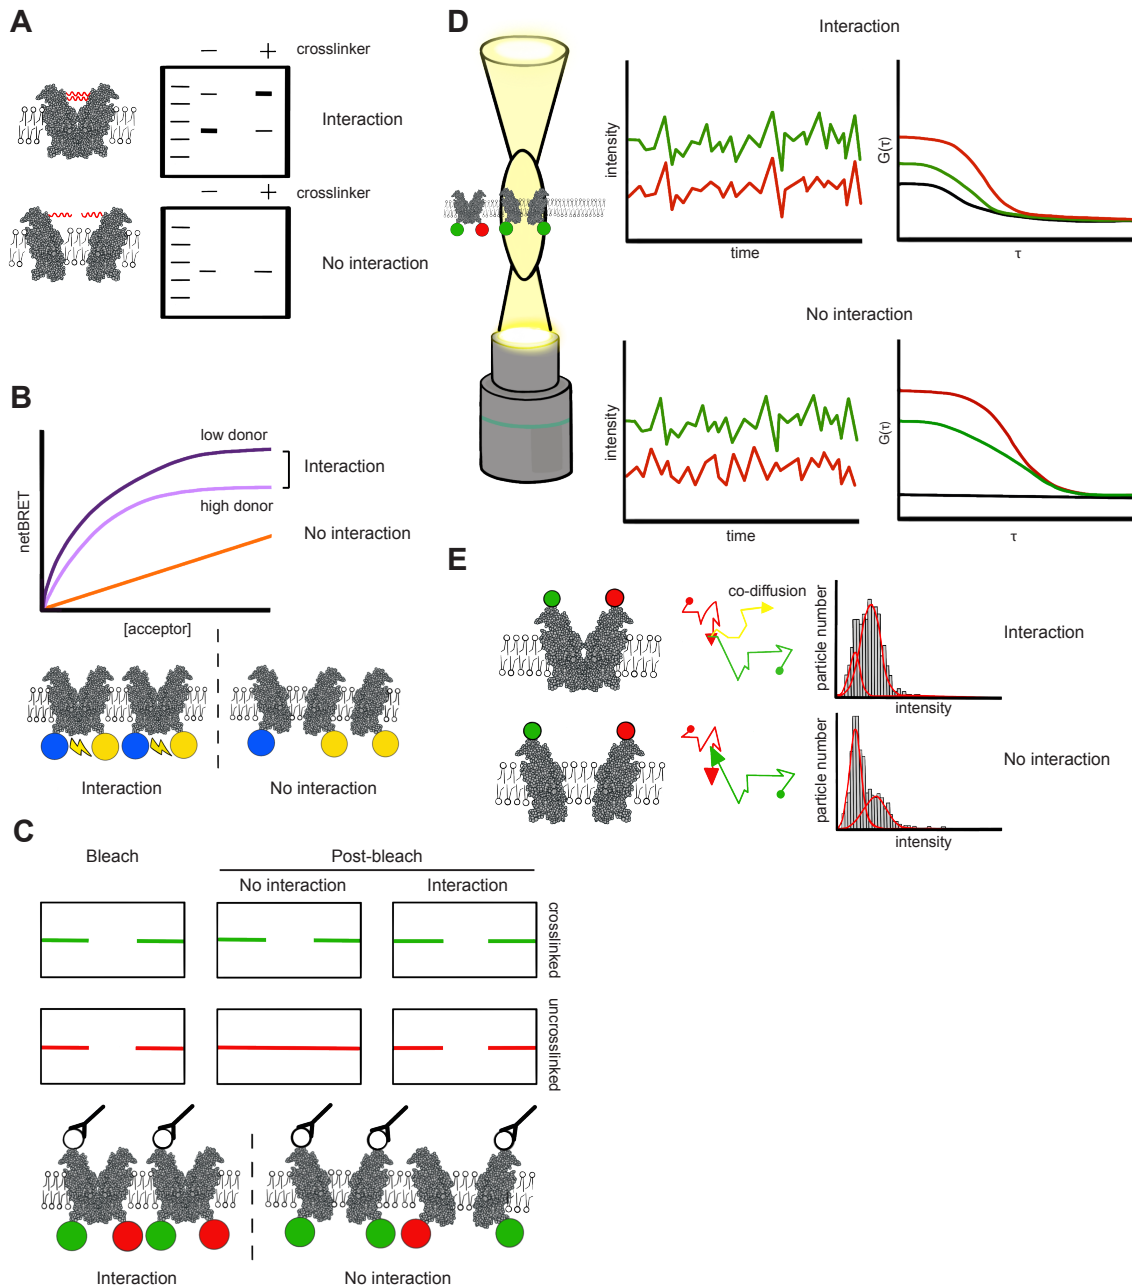 A
− + crosslinker
Interaction
− + crosslinker
No interaction
B
netBRET
low donor
high donor
Interaction
No interaction
[acceptor]
Interaction
No interaction
C
Bleach
Post-bleach
No interaction
Interaction
crosslinked
uncrosslinked
Interaction
No interaction
D
Interaction
intensity
time
G(τ)
τ
No interaction
intensity
time
G(τ)
τ
E
co-diffusion
particle number
intensity
Interaction
particle number
intensity
No interaction